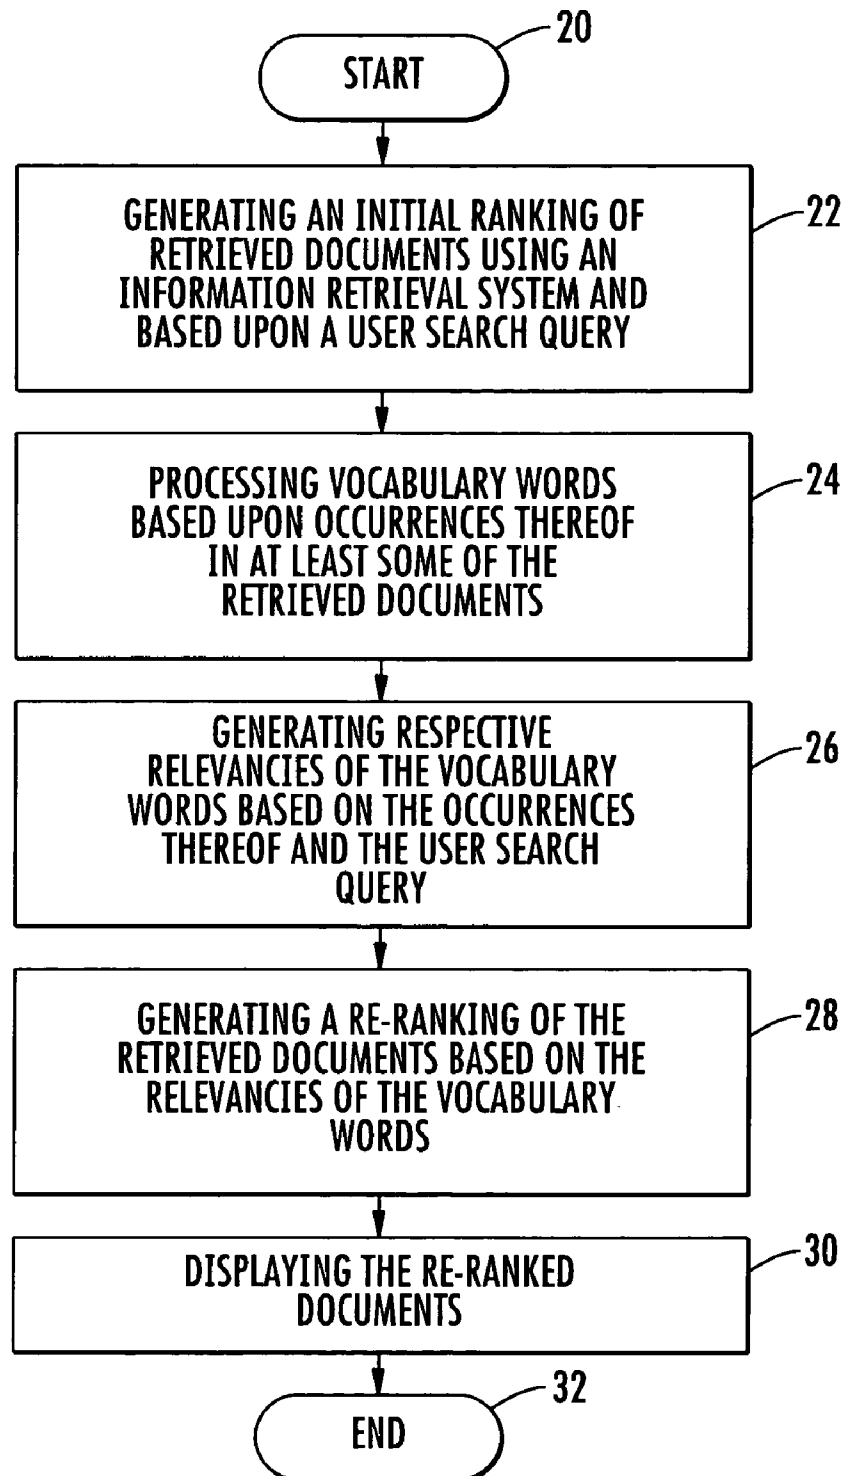 20
START
22
GENERATING AN INITIAL RANKING OF
RETRIEVED DOCUMENTS USING AN
INFORMATION RETRIEVAL SYSTEM AND
BASED UPON A USER SEARCH QUERY
24
PROCESSING VOCABULARY WORDS
BASED UPON OCCURRENCES THEREOF
IN AT LEAST SOME OF THE
RETRIEVED DOCUMENTS
26
GENERATING RESPECTIVE
RELEVANCIES OF THE VOCABULARY
WORDS BASED ON THE OCCURRENCES
THEREOF AND THE USER SEARCH
QUERY
28
GENERATING A RE-RANKING OF THE
RETRIEVED DOCUMENTS BASED ON THE
RELEVANCIES OF THE VOCABULARY
WORDS
30
DISPLAYING THE RE-RANKED
DOCUMENTS
32
END